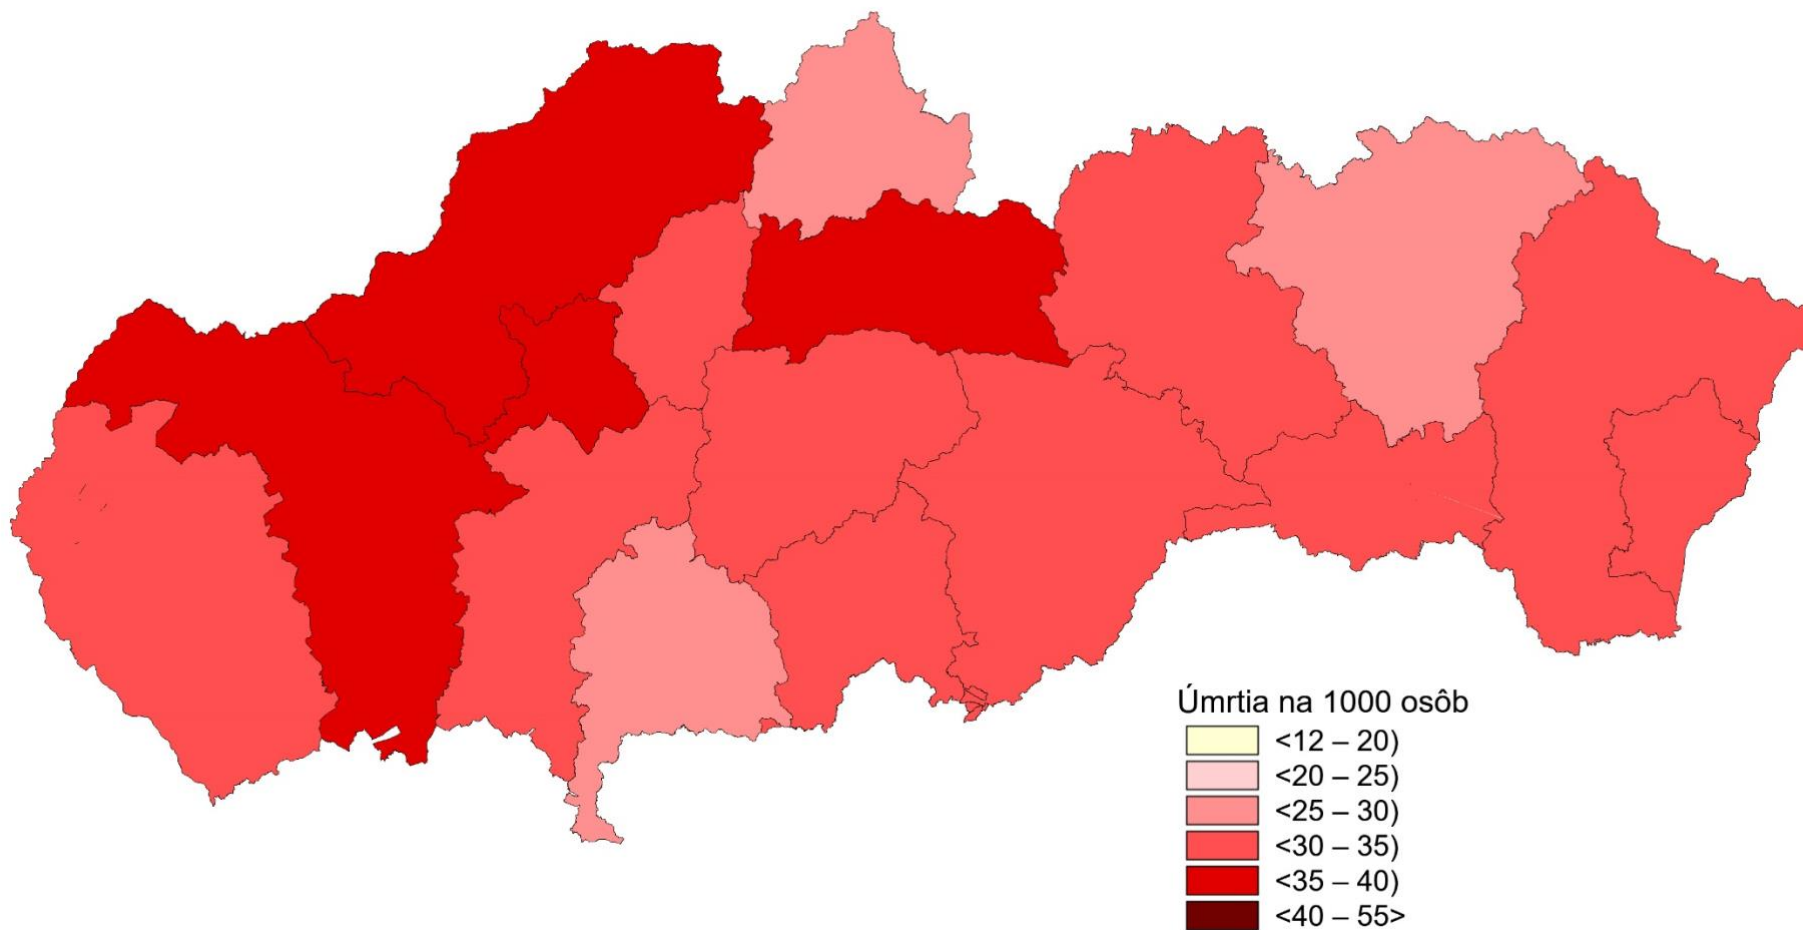 Úmrtia na 1000 osôb
<12 – 20)
<20 – 25)
<25 – 30)
<30 – 35)
<35 – 40)
<40 – 55>